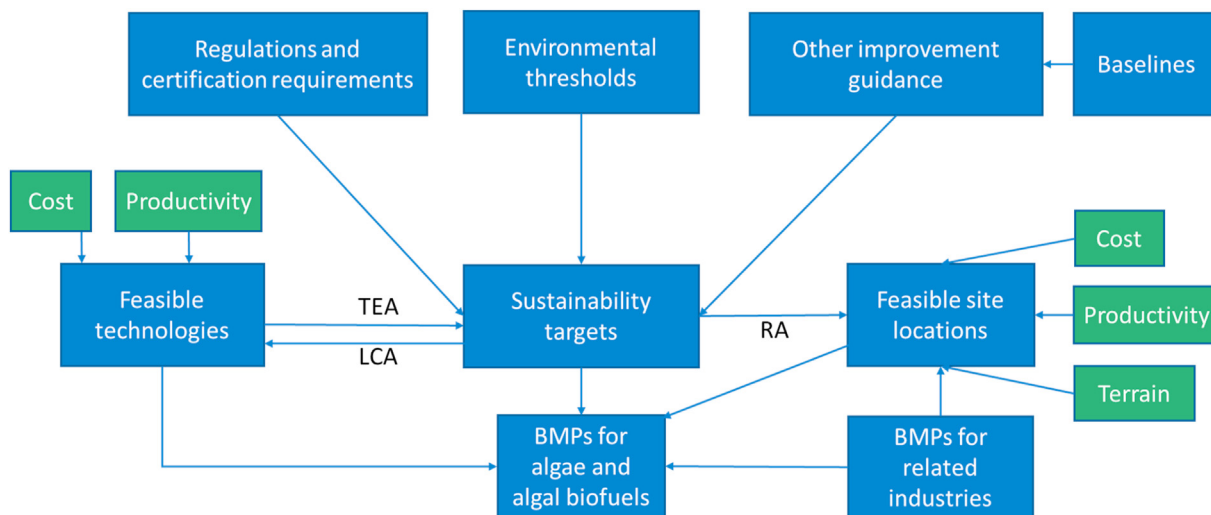 Regulations and
certification requirements
Environmental
thresholds
Other improvement
guidance
Baselines
Cost
Productivity
Cost
Feasible
technologies
TEA
LCA
Sustainability
targets
RA
Feasible site
locations
Productivity
Terrain
BMPs for
algae and
algal biofuels
BMPs for
related
industries